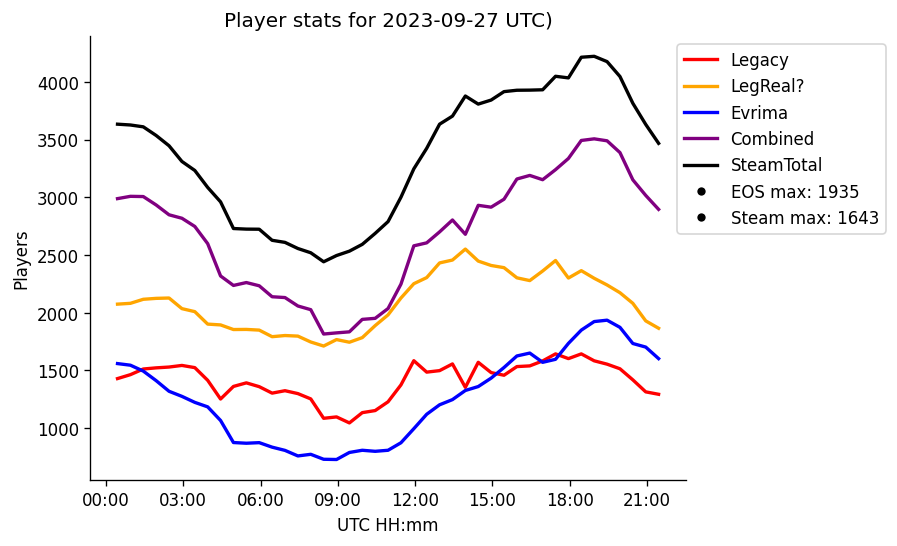 Player stats for 2023-09-27 UTC)
Legacy
LegReal?
Evrima
Combined
SteamTotal
EOS max: 1935
Steam max: 1643
Players
4000
3500
3000
2500
2000
1500
1000
00:00 03:00 06:00 09:00 12:00 15:00 18:00 21:00
UTC HH:mm